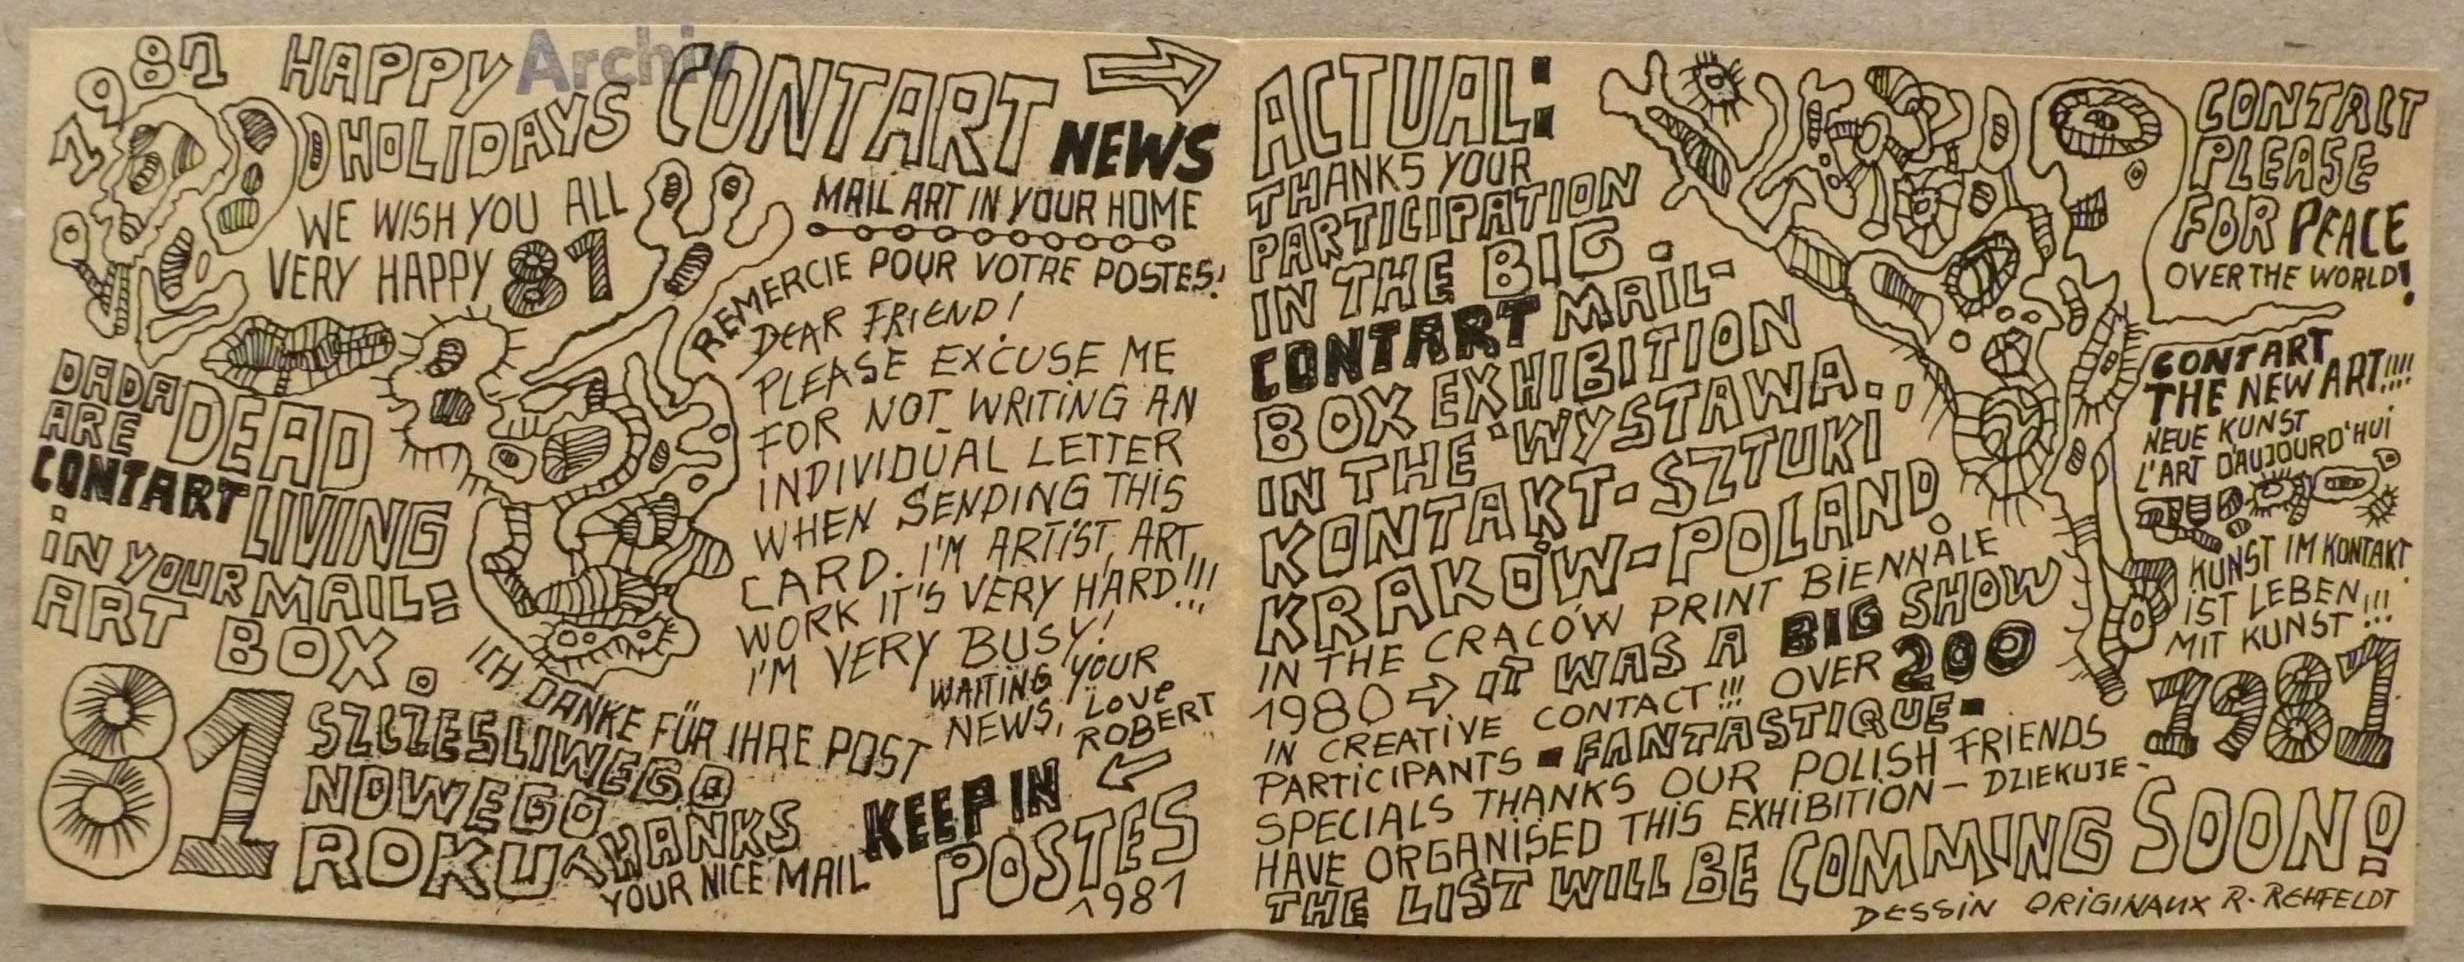 1981
HAPPY
HOLIDAYS
Archiv
CONTART
NEWS
WE WISH YOU ALL
VERY HAPPY 81
MAIL ART IN YOUR HOME
REMERCIE POUR VOTRE POSTES!
DEAR FRIEND!
PLEASE EXCUSE ME
FOR NOT WRITING AN
INDIVIDUAL LETTER
WHEN SENDING THIS
CARD. I'M ARTIST, ART
WORK IT'S VERY HARD!!!
I'M VERY BUSY!
WAITING YOUR
NEWS, LOVE
ROBERT
DADA
ARE DEAD
CONTART LIVING
IN YOUR MAIL=
ART BOX.
ICH DANKE FÜR IHRE POST
81
SZCZESLIWEGO
NOWEGO
ROKU
THANKS
YOUR NICE MAIL
KEEP IN
POSTES
1981
ACTUAL:
THANKS YOUR
PARTICIPATION
IN THE BIG
CONTART MAIL-
BOX EXHIBITION
IN THE WYSTAWA..
KONTAKT-SZTUKI
KRAKÓW-POLAND.
IN THE CRACÓW PRINT BIENNALE
1980 ⇨ IT WAS A BIG SHOW
IN CREATIVE CONTACT!!! OVER 200
PARTICIPANTS - FANTASTIQUE-
SPECIALS THANKS OUR POLISH FRIENDS
HAVE ORGANISED THIS EXHIBITION - DZIEKUJE-
THE LIST WILL BE COMMING SOON!
CONTACT
PLEASE
FOR PEACE
OVER THE WORLD!
CONTART
THE NEW ART!!!!
NEUE KUNST
L'ART D'AUJOURD'HUI
KUNST IM KONTAKT
IST LEBEN
MIT KUNST!!!
1981
DESSIN ORIGINAUX R. REHFELDT